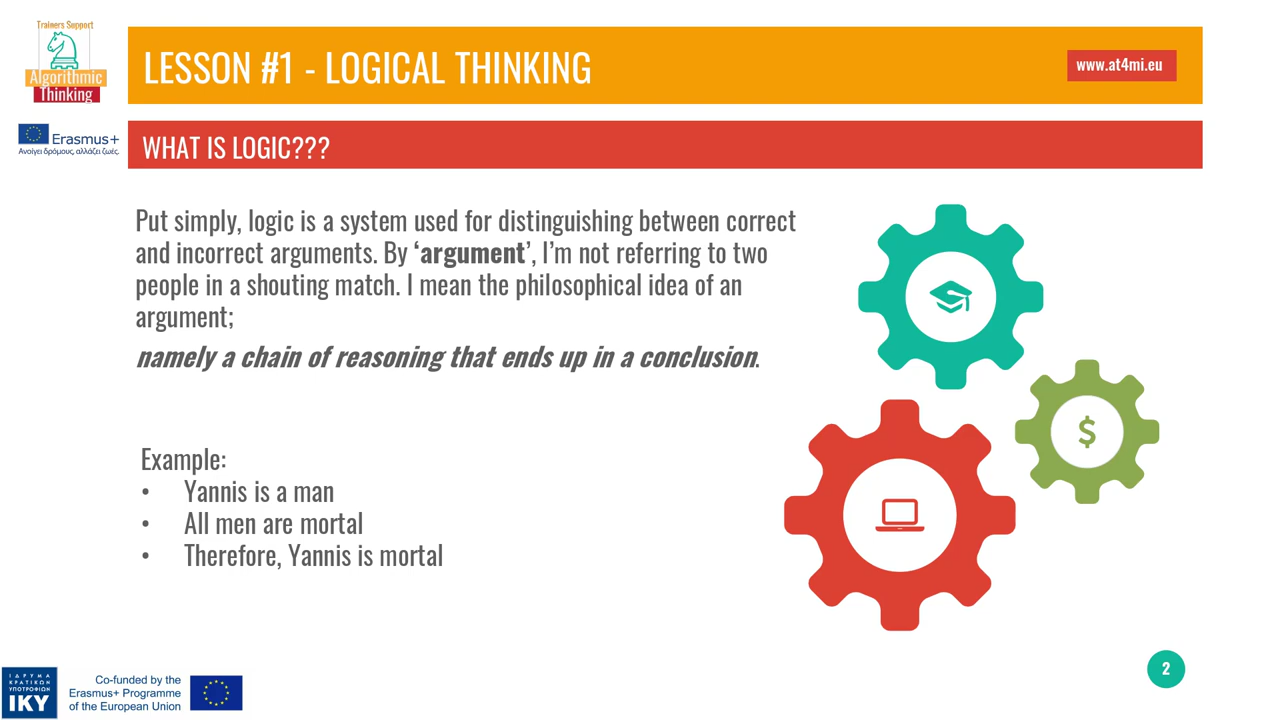 Trainers Support
Algorithmic
Thinking
LESSON #1 - LOGICAL THINKING
www.at4mi.eu
Erasmus+
Ανοίγει δρόμους, αλλάζει ζωές.
WHAT IS LOGIC???
Put simply, logic is a system used for distinguishing between correct
and incorrect arguments. By ‘argument’, I’m not referring to two
people in a shouting match. I mean the philosophical idea of an
argument;
namely a chain of reasoning that ends up in a conclusion.
$
Example:
• Yannis is a man
• All men are mortal
• Therefore, Yannis is mortal
2
ΙΔΡΥΜΑ
ΚΡΑΤΙΚΩΝ
ΥΠΟΤΡΟΦΙΩΝ
IKY
Co-funded by the
Erasmus+ Programme
of the European Union